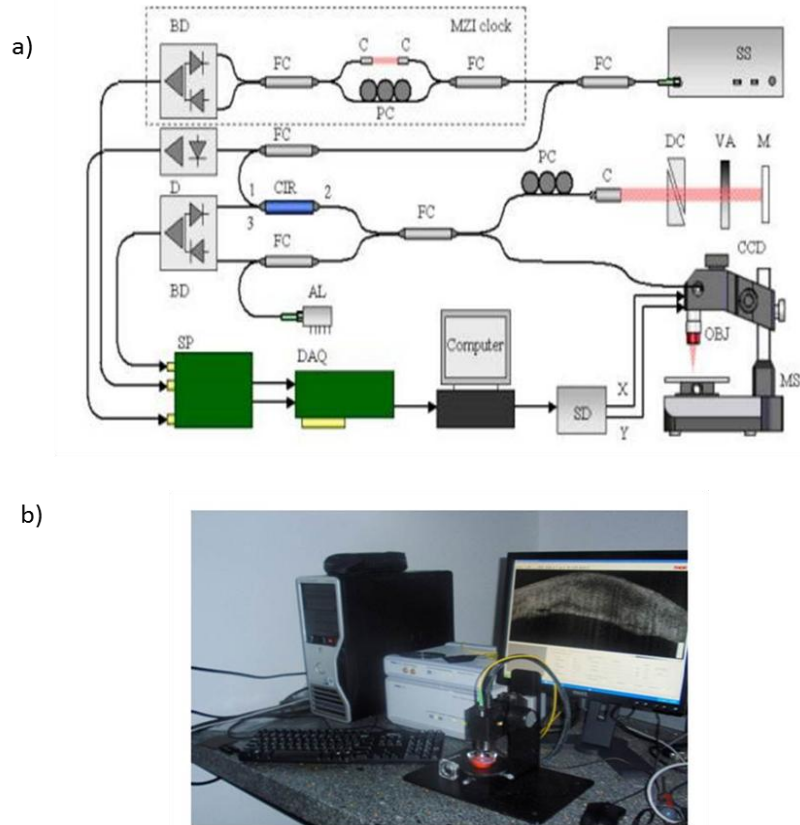 a)
BD
MZI clock
C C
FC
FC
FC
SS
PC
FC
D
1 CIR 2
3
PC
C
DC VA M
FC
FC
CCD
BD
AL
OBJ
SP
DAQ
Computer
SD
X
Y
MS
b)